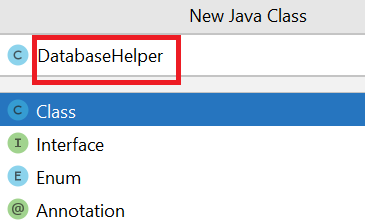 New Java Class
C DatabaseHelper
C Class
I Interface
E Enum
@ Annotation